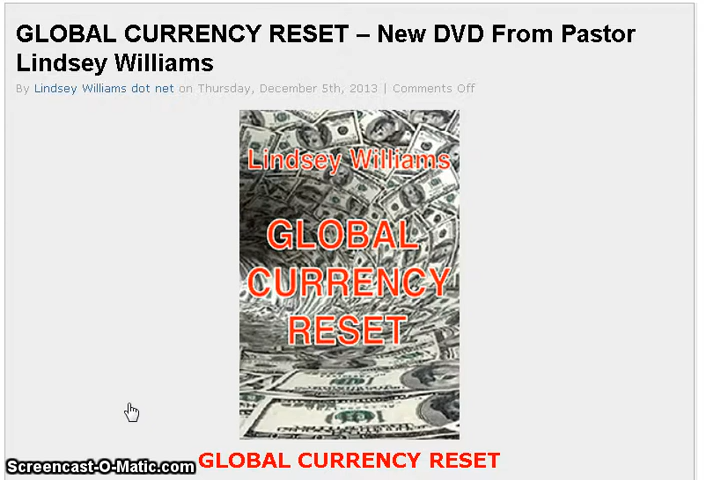 GLOBAL CURRENCY RESET – New DVD From Pastor
Lindsey Williams
By Lindsey Williams dot net on Thursday, December 5th, 2013 | Comments Off
Lindsey Williams
GLOBAL
CURRENCY
RESET
GLOBAL CURRENCY RESET
Screencast-O-Matic.com